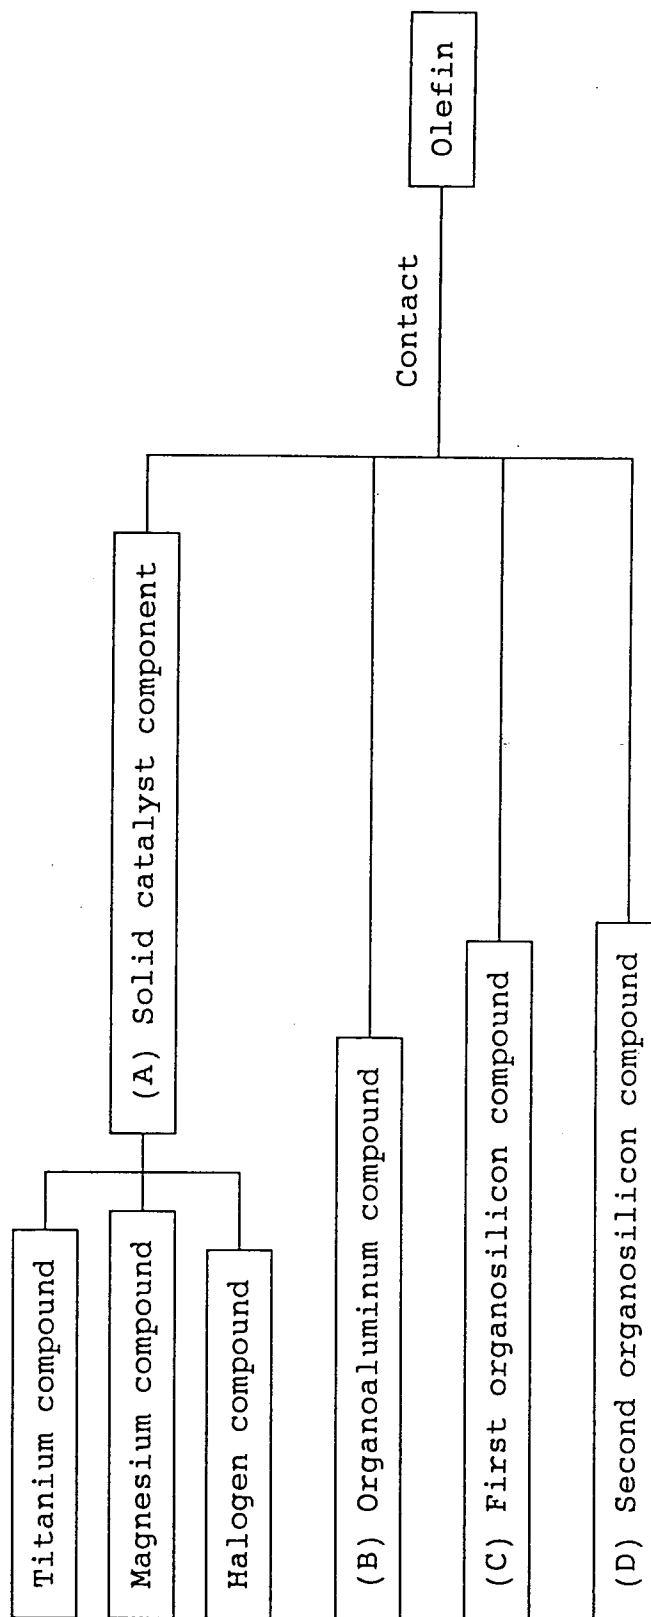 Titanium compound
Magnesium compound
Halogen compound
(A) Solid catalyst component
(B) Organoaluminum compound
(C) First organosilicon compound
(D) Second organosilicon compound
Contact
Olefin